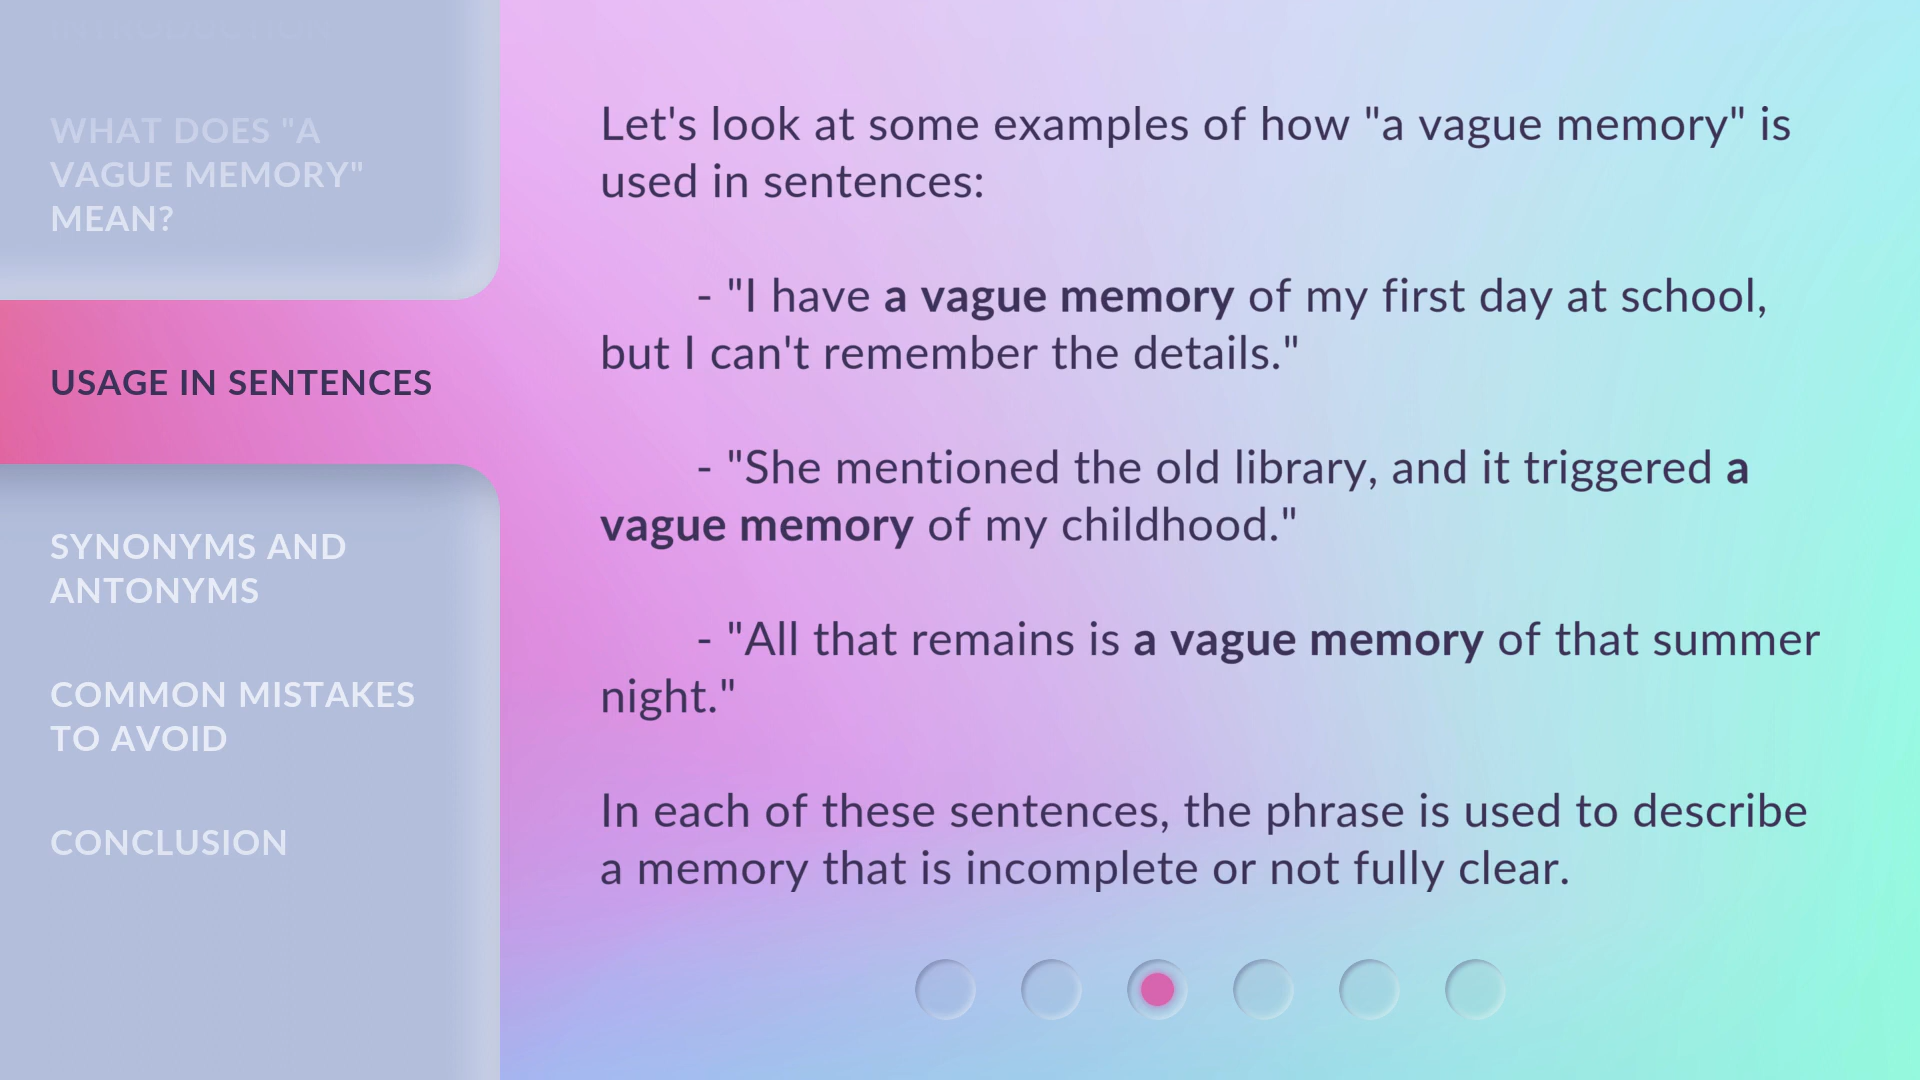 INTRODUCTION
WHAT DOES "A
VAGUE MEMORY"
MEAN?
USAGE IN SENTENCES
SYNONYMS AND
ANTONYMS
COMMON MISTAKES
TO AVOID
CONCLUSION
Let's look at some examples of how "a vague memory" is
used in sentences:
- "I have a vague memory of my first day at school,
but I can't remember the details."
- "She mentioned the old library, and it triggered a
vague memory of my childhood."
- "All that remains is a vague memory of that summer
night."
In each of these sentences, the phrase is used to describe
a memory that is incomplete or not fully clear.